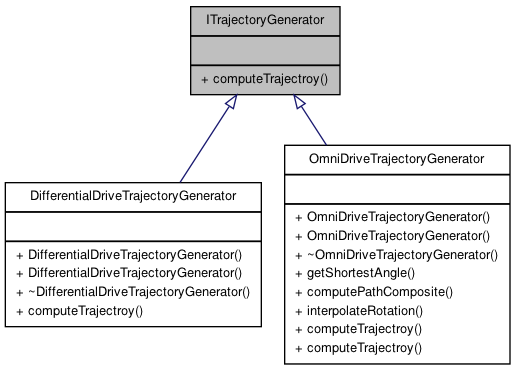 ITrajectoryGenerator
+ computeTrajectroy()
DifferentialDriveTrajectoryGenerator
+ DifferentialDriveTrajectoryGenerator()
+ DifferentialDriveTrajectoryGenerator()
+ ~DifferentialDriveTrajectoryGenerator()
+ computeTrajectroy()
OmniDriveTrajectoryGenerator
+ OmniDriveTrajectoryGenerator()
+ OmniDriveTrajectoryGenerator()
+ ~OmniDriveTrajectoryGenerator()
+ getShortestAngle()
+ computePathComposite()
+ interpolateRotation()
+ computeTrajectroy()
+ computeTrajectroy()